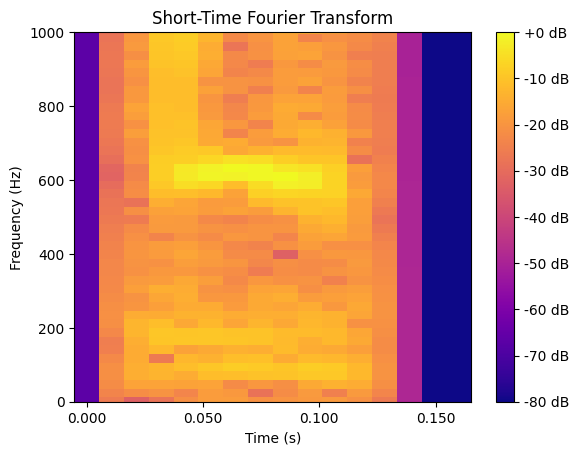 Short-Time Fourier Transform
1000
800
600
400
200
0
Frequency (Hz)
0.000
0.050
0.100
0.150
Time (s)
+0 dB
-10 dB
-20 dB
-30 dB
-40 dB
-50 dB
-60 dB
-70 dB
-80 dB